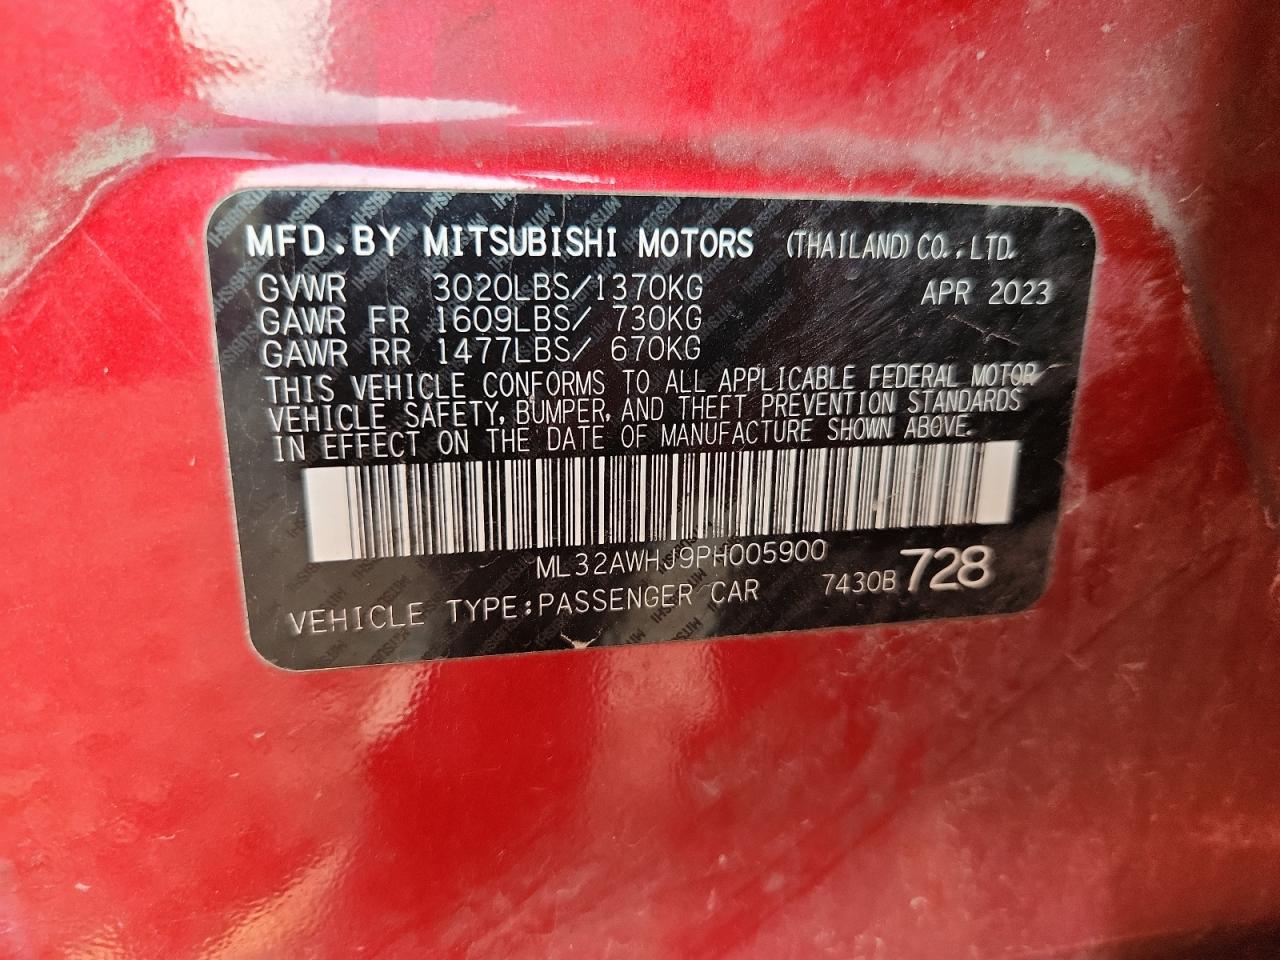 MFD.BY MITSUBISHI MOTORS (THAILAND) CO.,LTD.
GVWR 3020LBS/1370KG APR 2023
GAWR FR 1609LBS/ 730KG
GAWR RR 1477LBS/ 670KG
THIS VEHICLE CONFORMS TO ALL APPLICABLE FEDERAL MOTOR
VEHICLE SAFETY, BUMPER, AND THEFT PREVENTION STANDARDS
IN EFFECT ON THE DATE OF MANUFACTURE SHOWN ABOVE.
ML32AWHJ9PH005900
VEHICLE TYPE:PASSENGER CAR 7430B 728